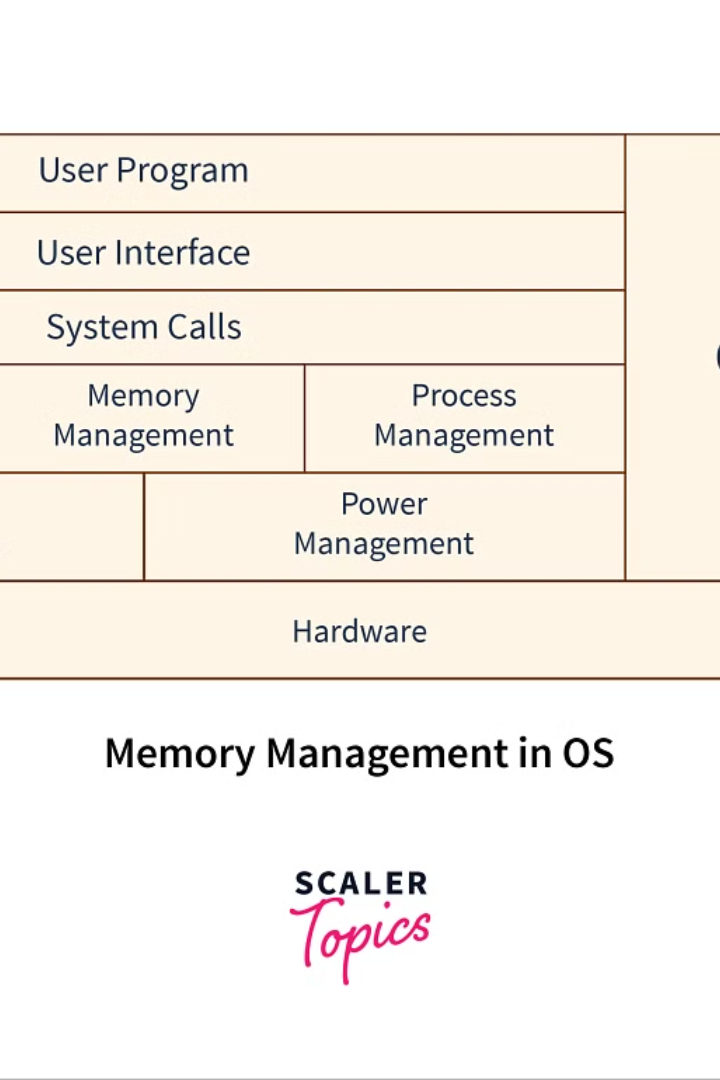 User Program
User Interface
System Calls
Memory
Management
Process
Management
Power
Management
Hardware
Memory Management in OS
SCALER
Topics